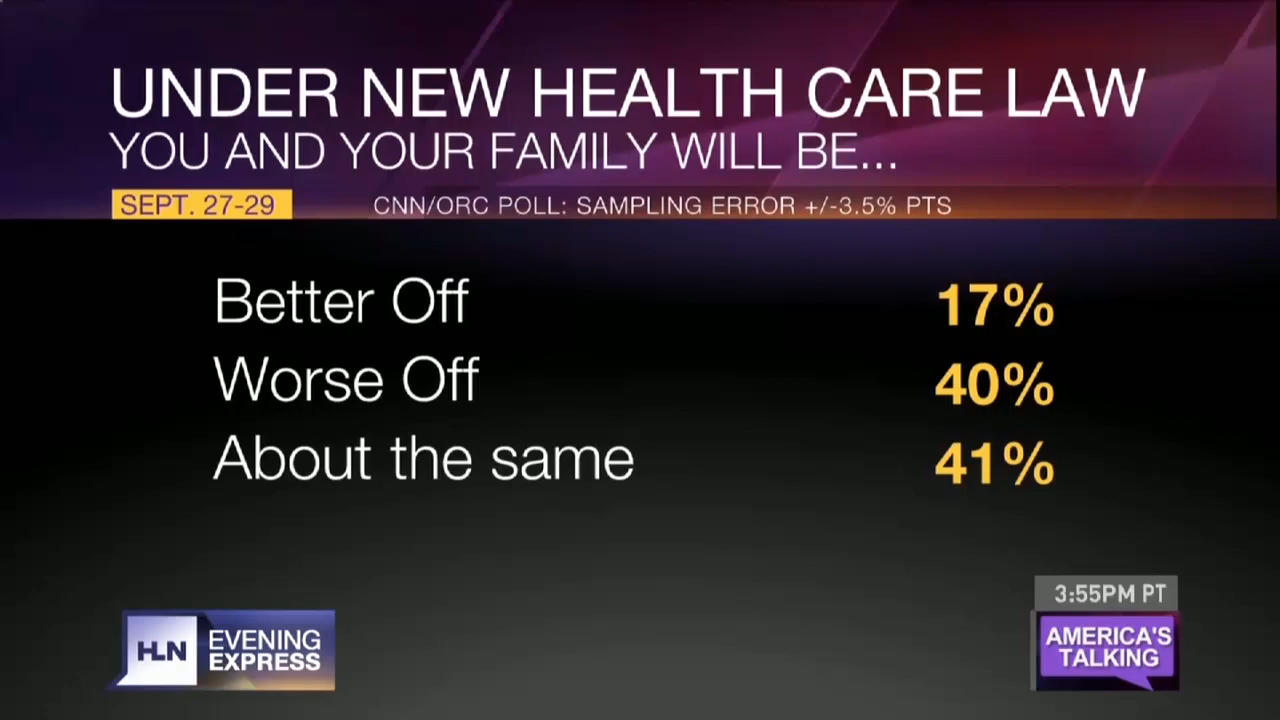 UNDER NEW HEALTH CARE LAW
YOU AND YOUR FAMILY WILL BE...
SEPT. 27-29 CNN/ORC POLL: SAMPLING ERROR +/-3.5% PTS
Better Off 17%
Worse Off 40%
About the same 41%
3:55PM PT
HLN EVENING EXPRESS
AMERICA'S TALKING